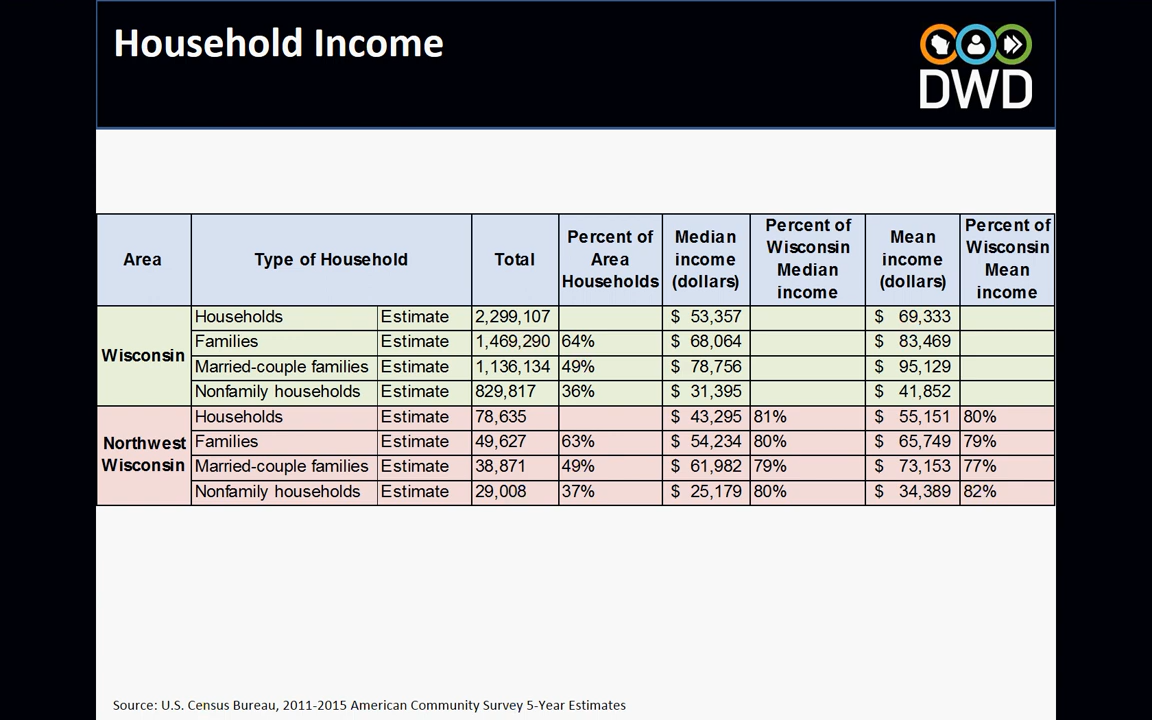 Household Income
DWD
Area Type of Household Total Percent of Area Households Median income (dollars) Percent of Wisconsin Median income Mean income (dollars) Percent of Wisconsin Mean income
Wisconsin
Households Estimate 2,299,107 $ 53,357 $ 69,333
Families Estimate 1,469,290 64% $ 68,064 $ 83,469
Married-couple families Estimate 1,136,134 49% $ 78,756 $ 95,129
Nonfamily households Estimate 829,817 36% $ 31,395 $ 41,852
Northwest Wisconsin
Households Estimate 78,635 $ 43,295 81% $ 55,151 80%
Families Estimate 49,627 63% $ 54,234 80% $ 65,749 79%
Married-couple families Estimate 38,871 49% $ 61,982 79% $ 73,153 77%
Nonfamily households Estimate 29,008 37% $ 25,179 80% $ 34,389 82%
Source: U.S. Census Bureau, 2011-2015 American Community Survey 5-Year Estimates